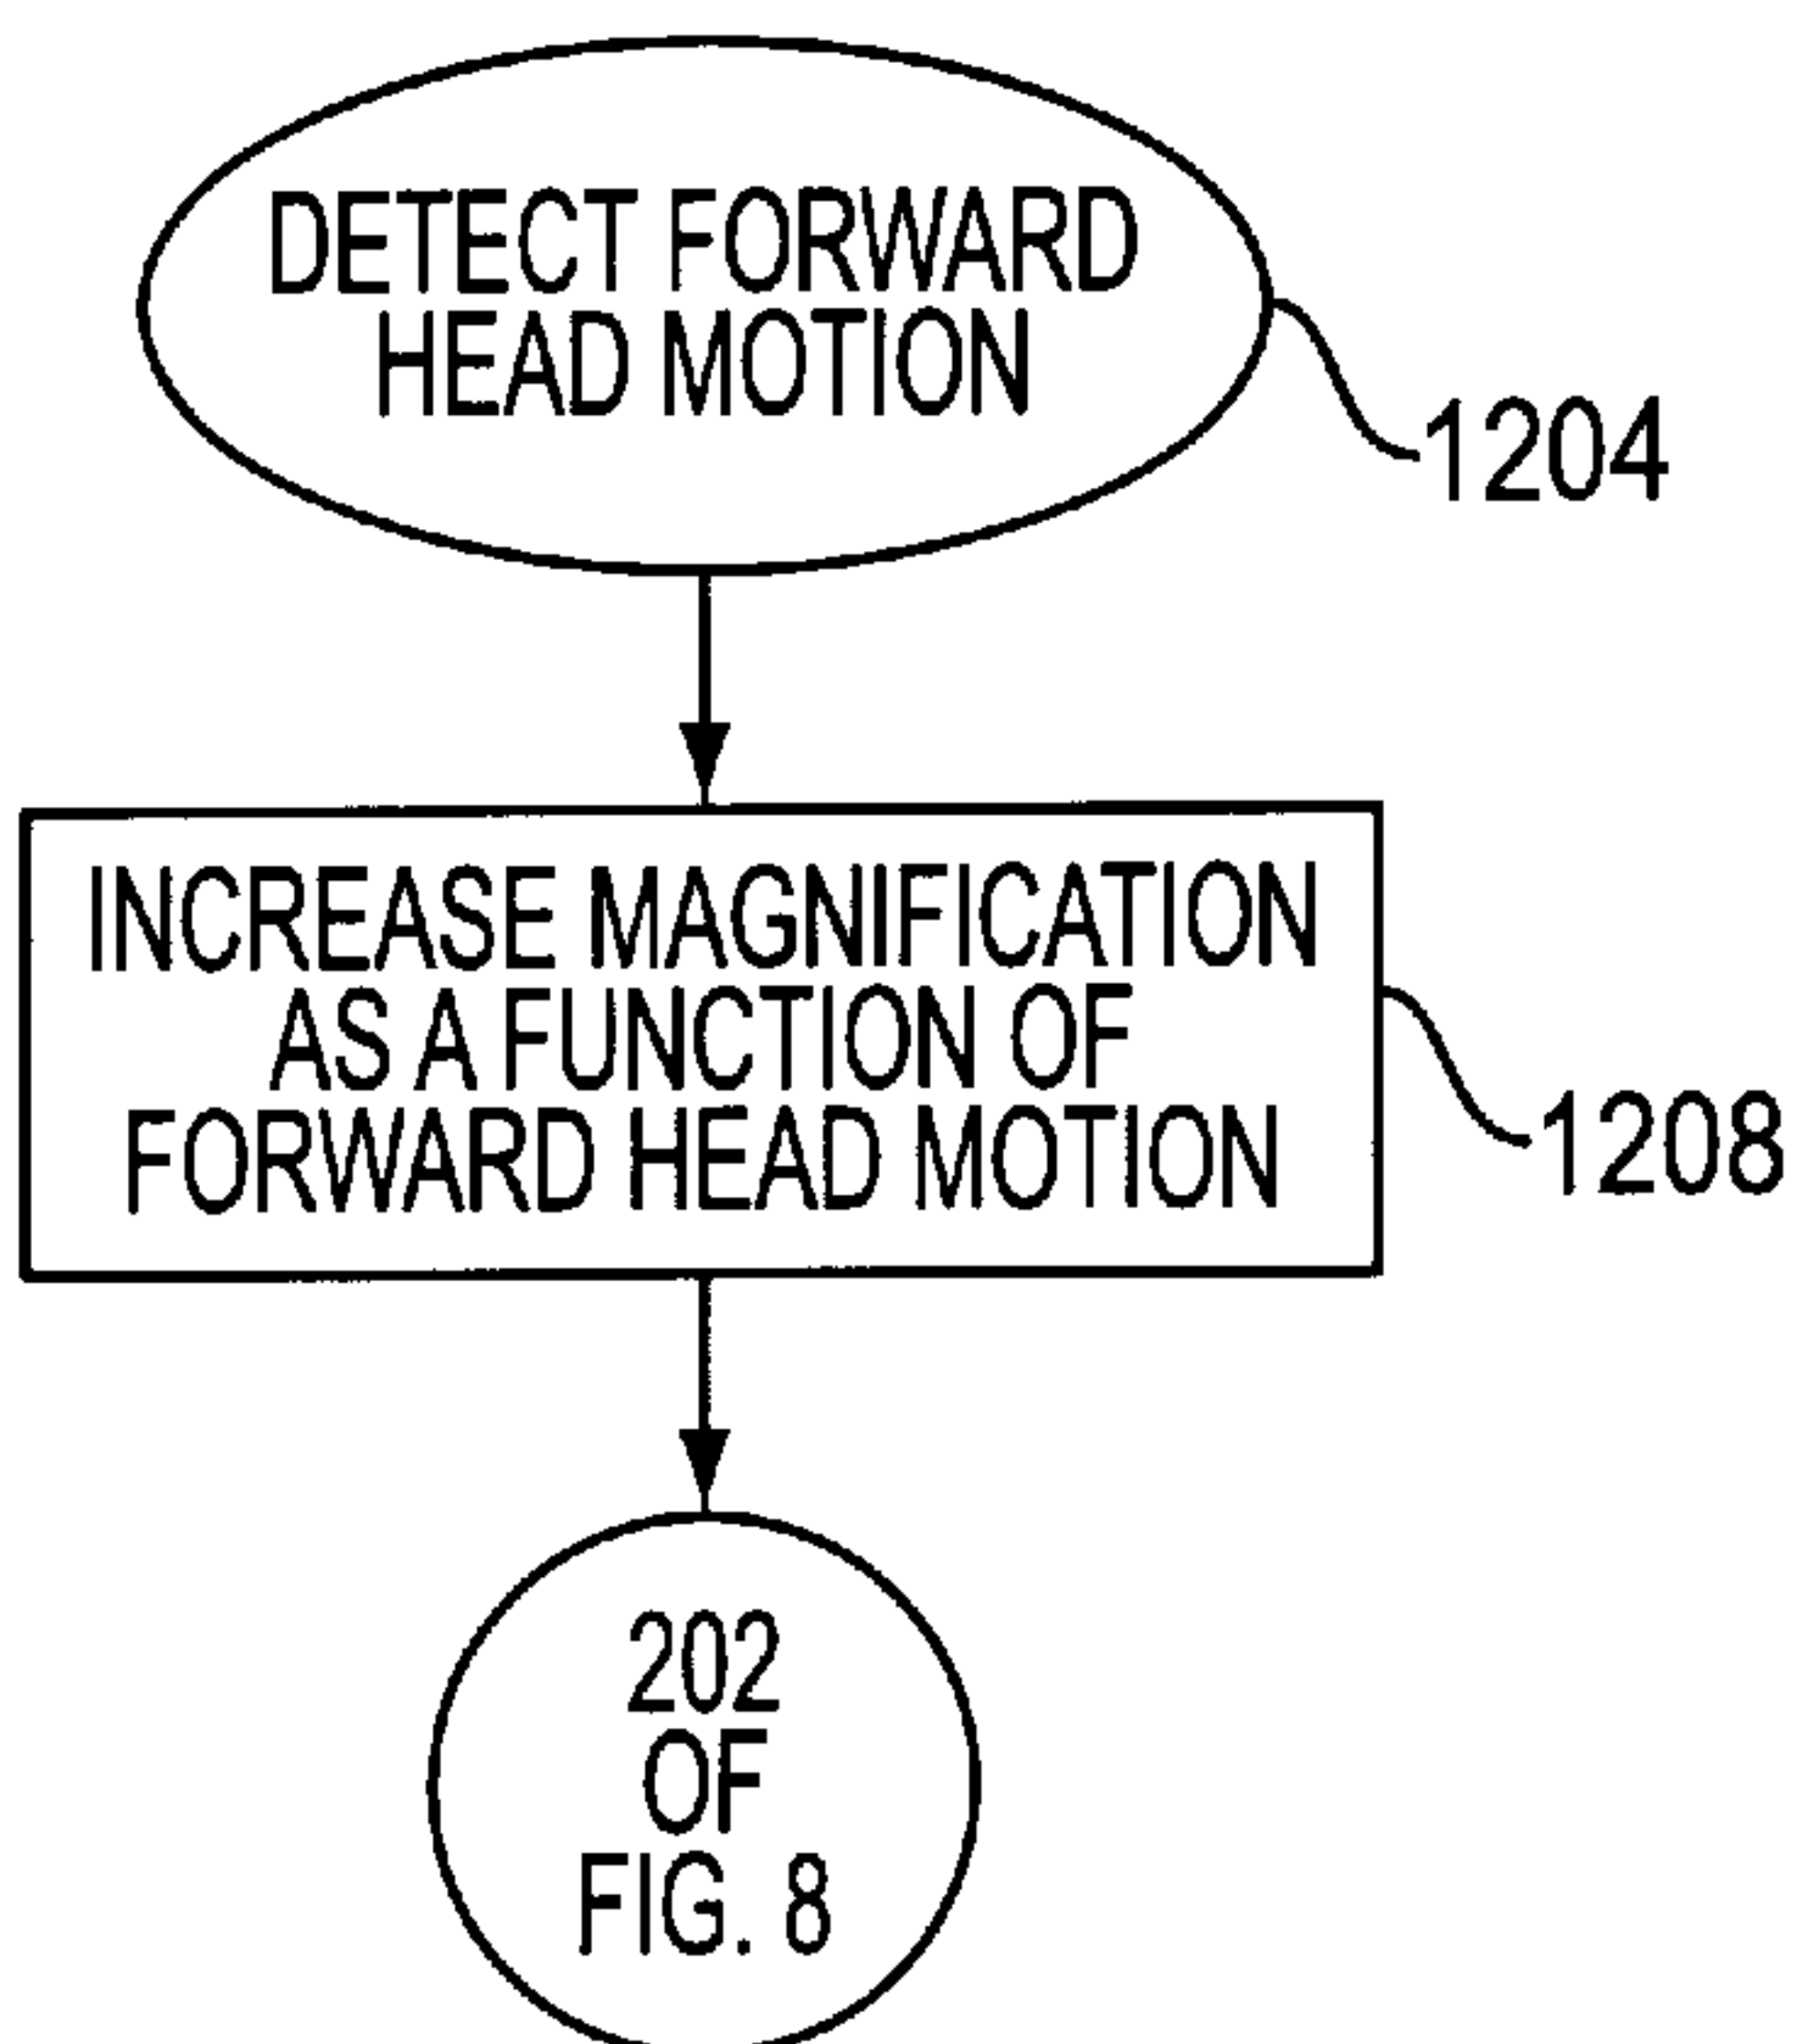 DETECT FORWARD
HEAD MOTION
1204
INCREASE MAGNIFICATION
AS A FUNCTION OF
FORWARD HEAD MOTION
1208
202
OF
FIG. 8